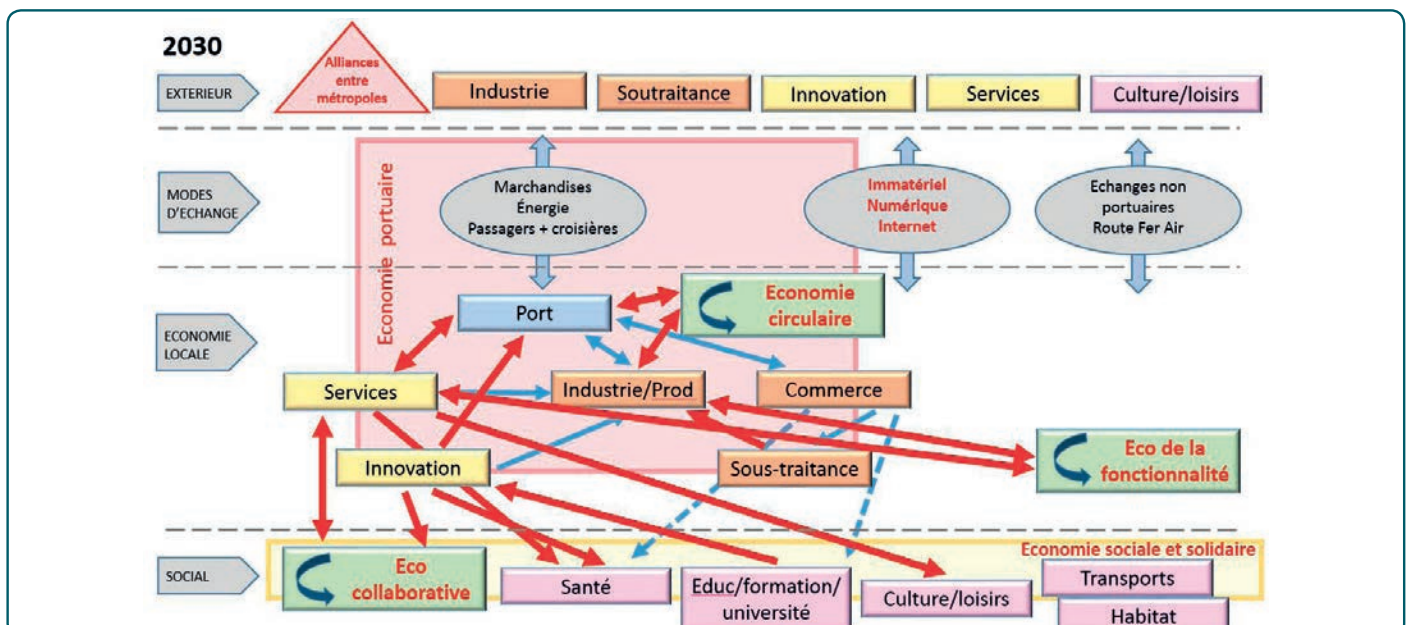 2030
EXTERIEUR
Alliances
entre
métropoles
Industrie
Soutraitance
Innovation
Services
Culture/loisirs
MODES
D'ECHANGE
Economie portuaire
Marchandises
Énergie
Passagers + croisières
Immatériel
Numérique
Internet
Echanges non
portuaires
Route Fer Air
ECONOMIE
LOCALE
Port
Economie
circulaire
Services
Industrie/Prod
Commerce
Innovation
Sous-traitance
Eco de la
fonctionnalité
SOCIAL
Economie sociale et solidaire
Eco
collaborative
Santé
Educ/formation/
université
Culture/loisirs
Transports
Habitat